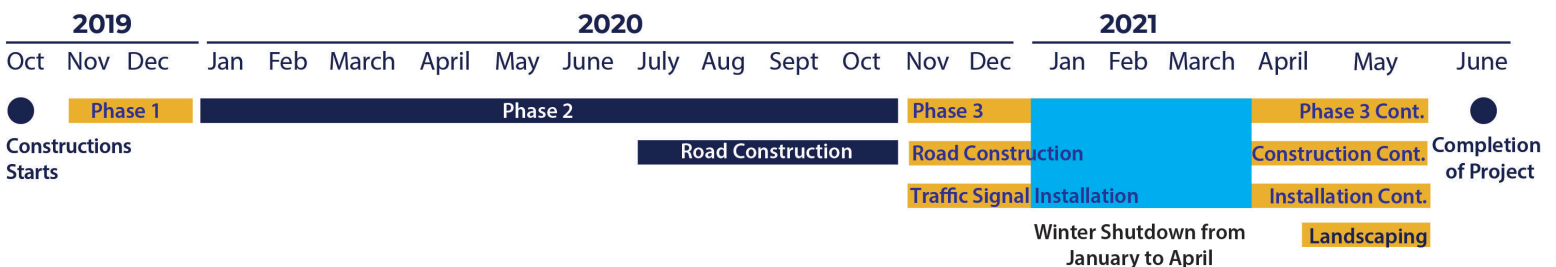 2019 2020 2021
Oct Nov Dec Jan Feb March April May June July Aug Sept Oct Nov Dec Jan Feb March April May June
Phase 1 Phase 2 Phase 3 Phase 3 Cont.
Constructions
Starts
Road Construction Road Construction Construction Cont.
Completion
of Project
Traffic Signal Installation Installation Cont.
Winter Shutdown from
January to April
Landscaping